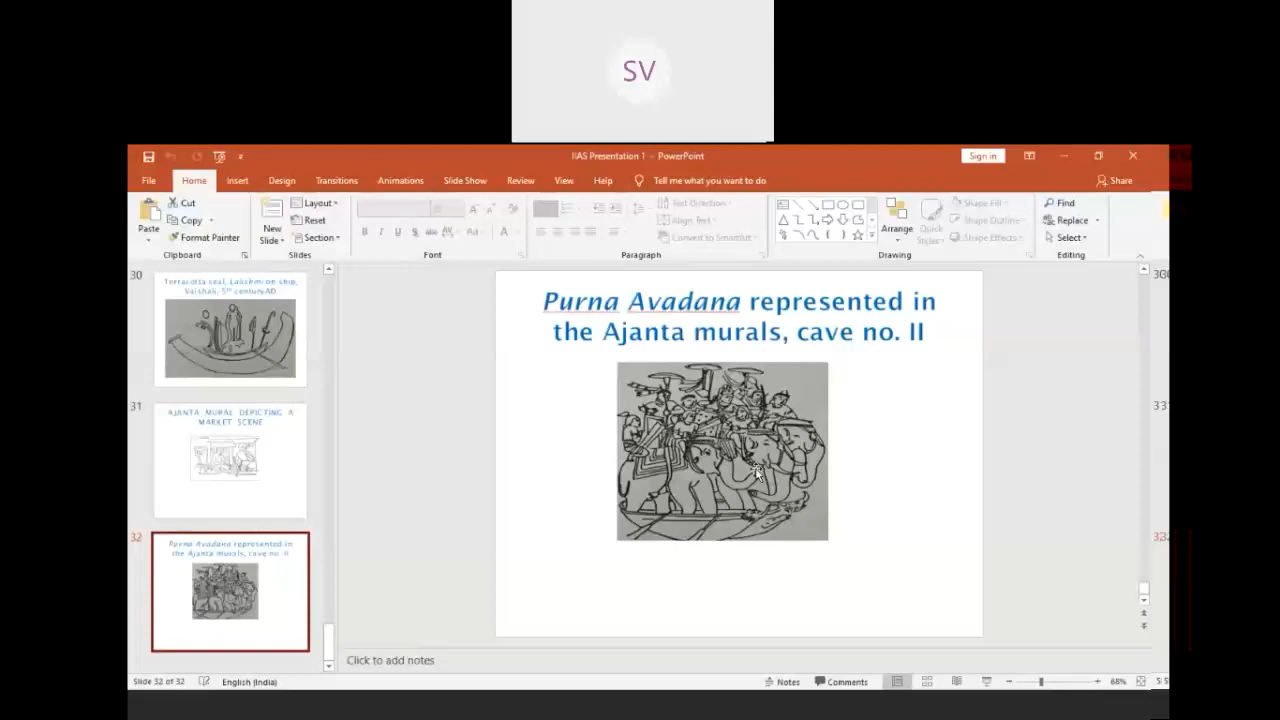 SV
IIAS Presentation 1 - PowerPoint
Sign in
File Home Insert Design Transitions Animations Slide Show Review View Help Tell me what you want to do Share
Paste
Cut
Copy
Format Painter
Clipboard
New
Slide
Layout
Reset
Section
Slides
Font
Text Direction
Align Text
Convert to SmartArt
Paragraph
Arrange
Quick
Styles
Shape Fill
Shape Outline
Shape Effects
Drawing
Find
Replace
Select
Editing
30
Terracotta seal, Lakshmi on ship,
Vaishali, 5th century AD
31
AJANTA MURAL DEPICTING A
MARKET SCENE
32
Purna Avadana represented in
the Ajanta murals, cave no. II
Purna Avadana represented in
the Ajanta murals, cave no. II
Click to add notes
Slide 32 of 32 English (India) Notes Comments 68%